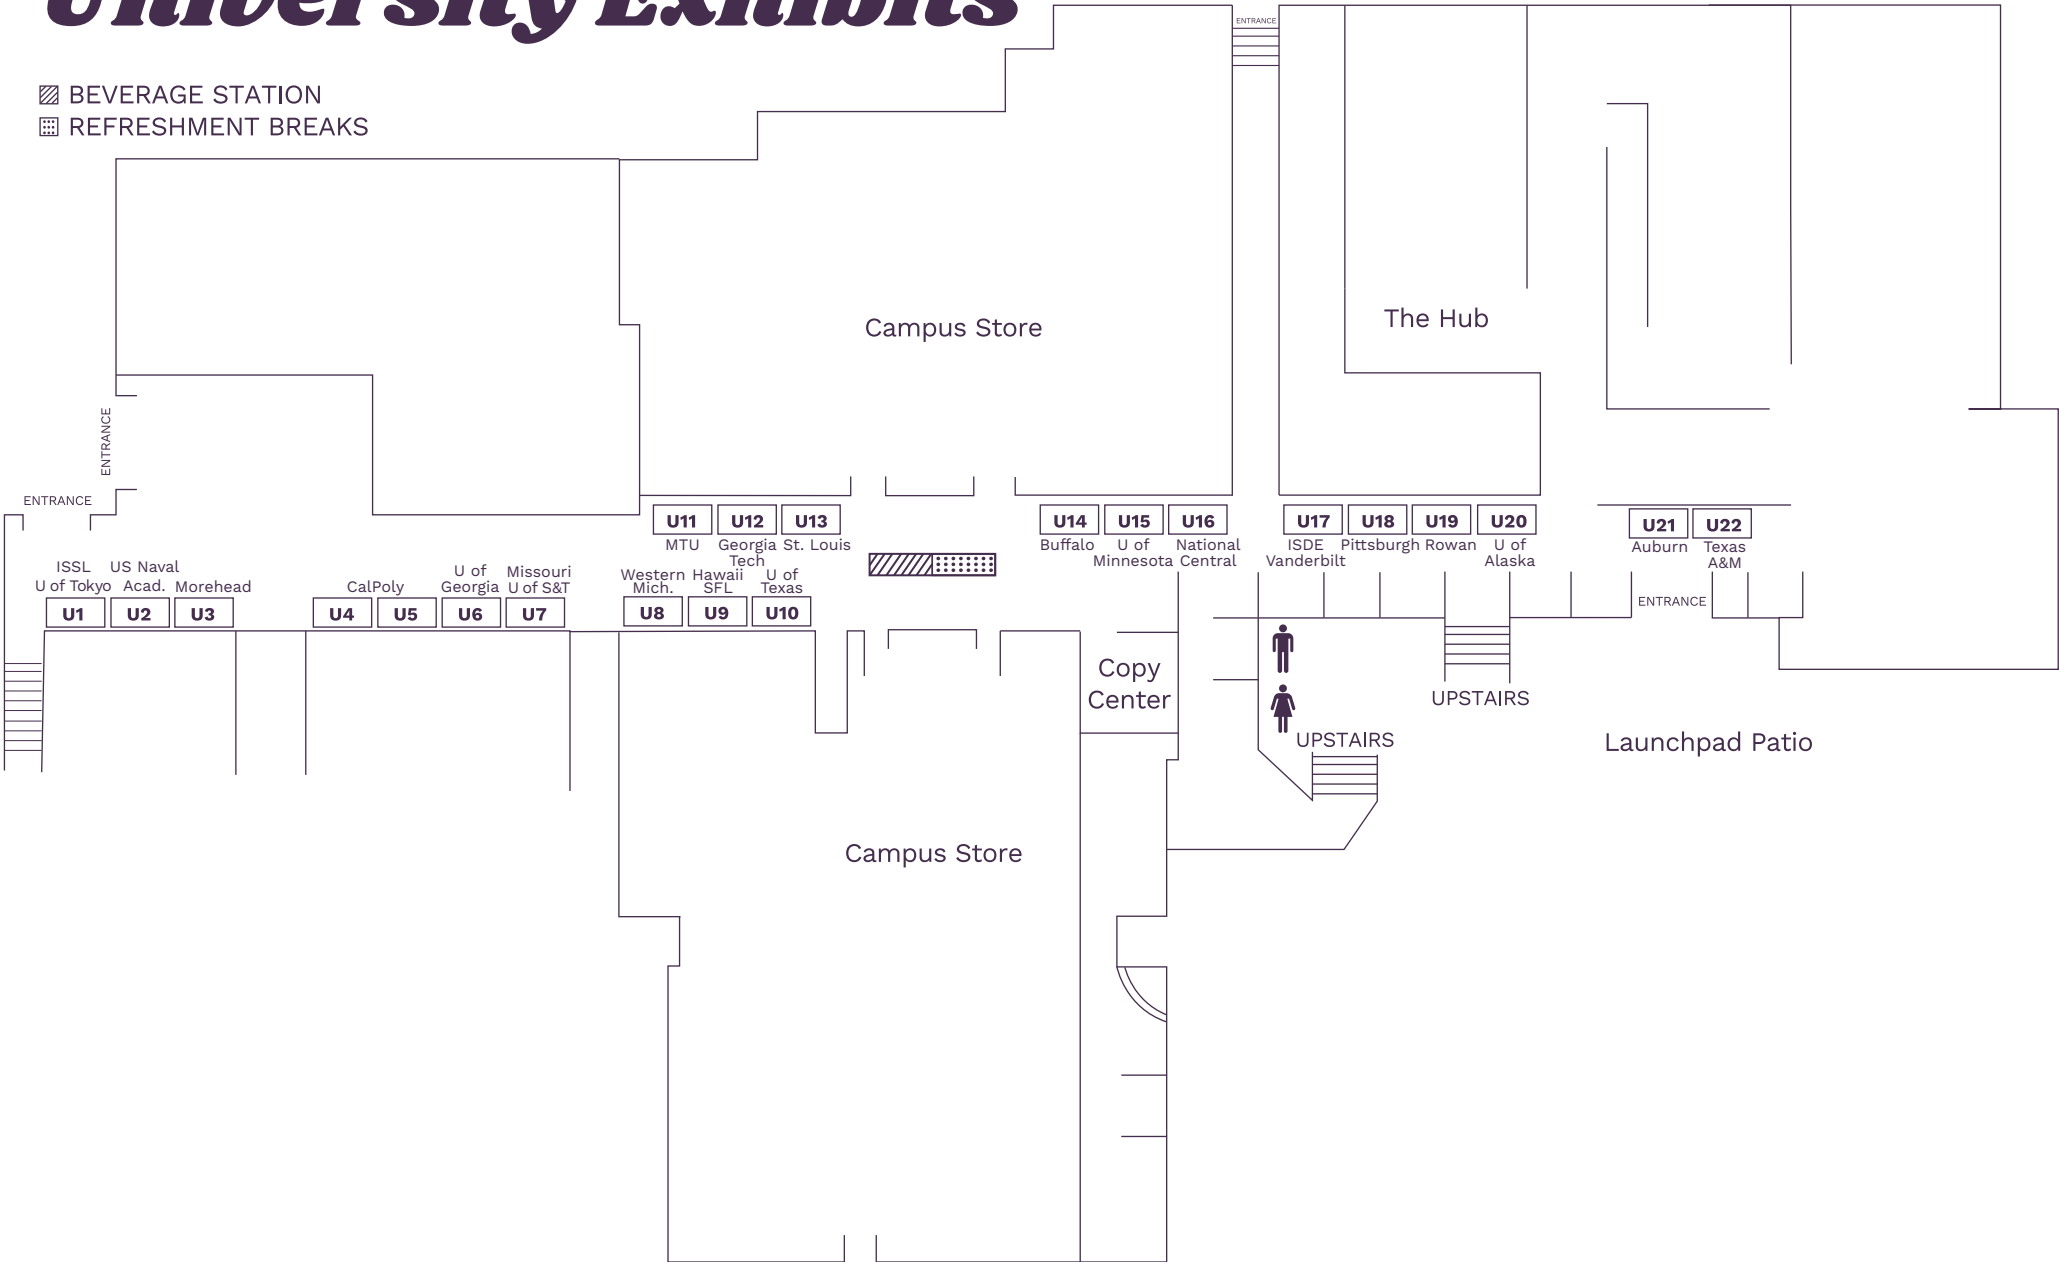 University Exhibits
BEVERAGE STATION
REFRESHMENT BREAKS
ENTRANCE
Campus Store
The Hub
ENTRANCE
ENTRANCE
U11
U12
U13
MTU
Georgia
Tech
St. Louis
U14
U15
U16
Buffalo
U of
Minnesota
National
Central
U17
U18
U19
U20
ISDE
Vanderbilt
Pittsburgh
Rowan
U of
Alaska
U21
U22
Auburn
Texas
A&M
ENTRANCE
ISSL
U of Tokyo
US Naval
Acad.
Morehead
U1
U2
U3
CalPoly
U of
Georgia
Missouri
U of S&T
U4
U5
U6
U7
Western
Mich.
Hawaii
SFL
U of
Texas
U8
U9
U10
Copy
Center
UPSTAIRS
UPSTAIRS
Launchpad Patio
Campus Store